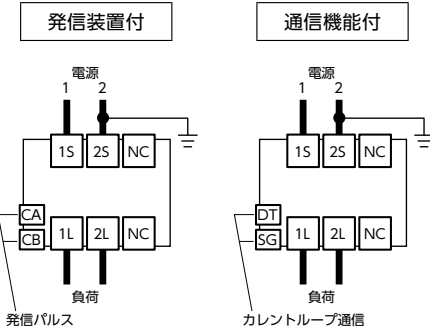 発信装置付
電源
1 2
1S 2S NC
CA
CB
1L 2L NC
負荷
発信パルス
通信機能付
電源
1 2
1S 2S NC
DT
SG
1L 2L NC
負荷
カレントループ通信